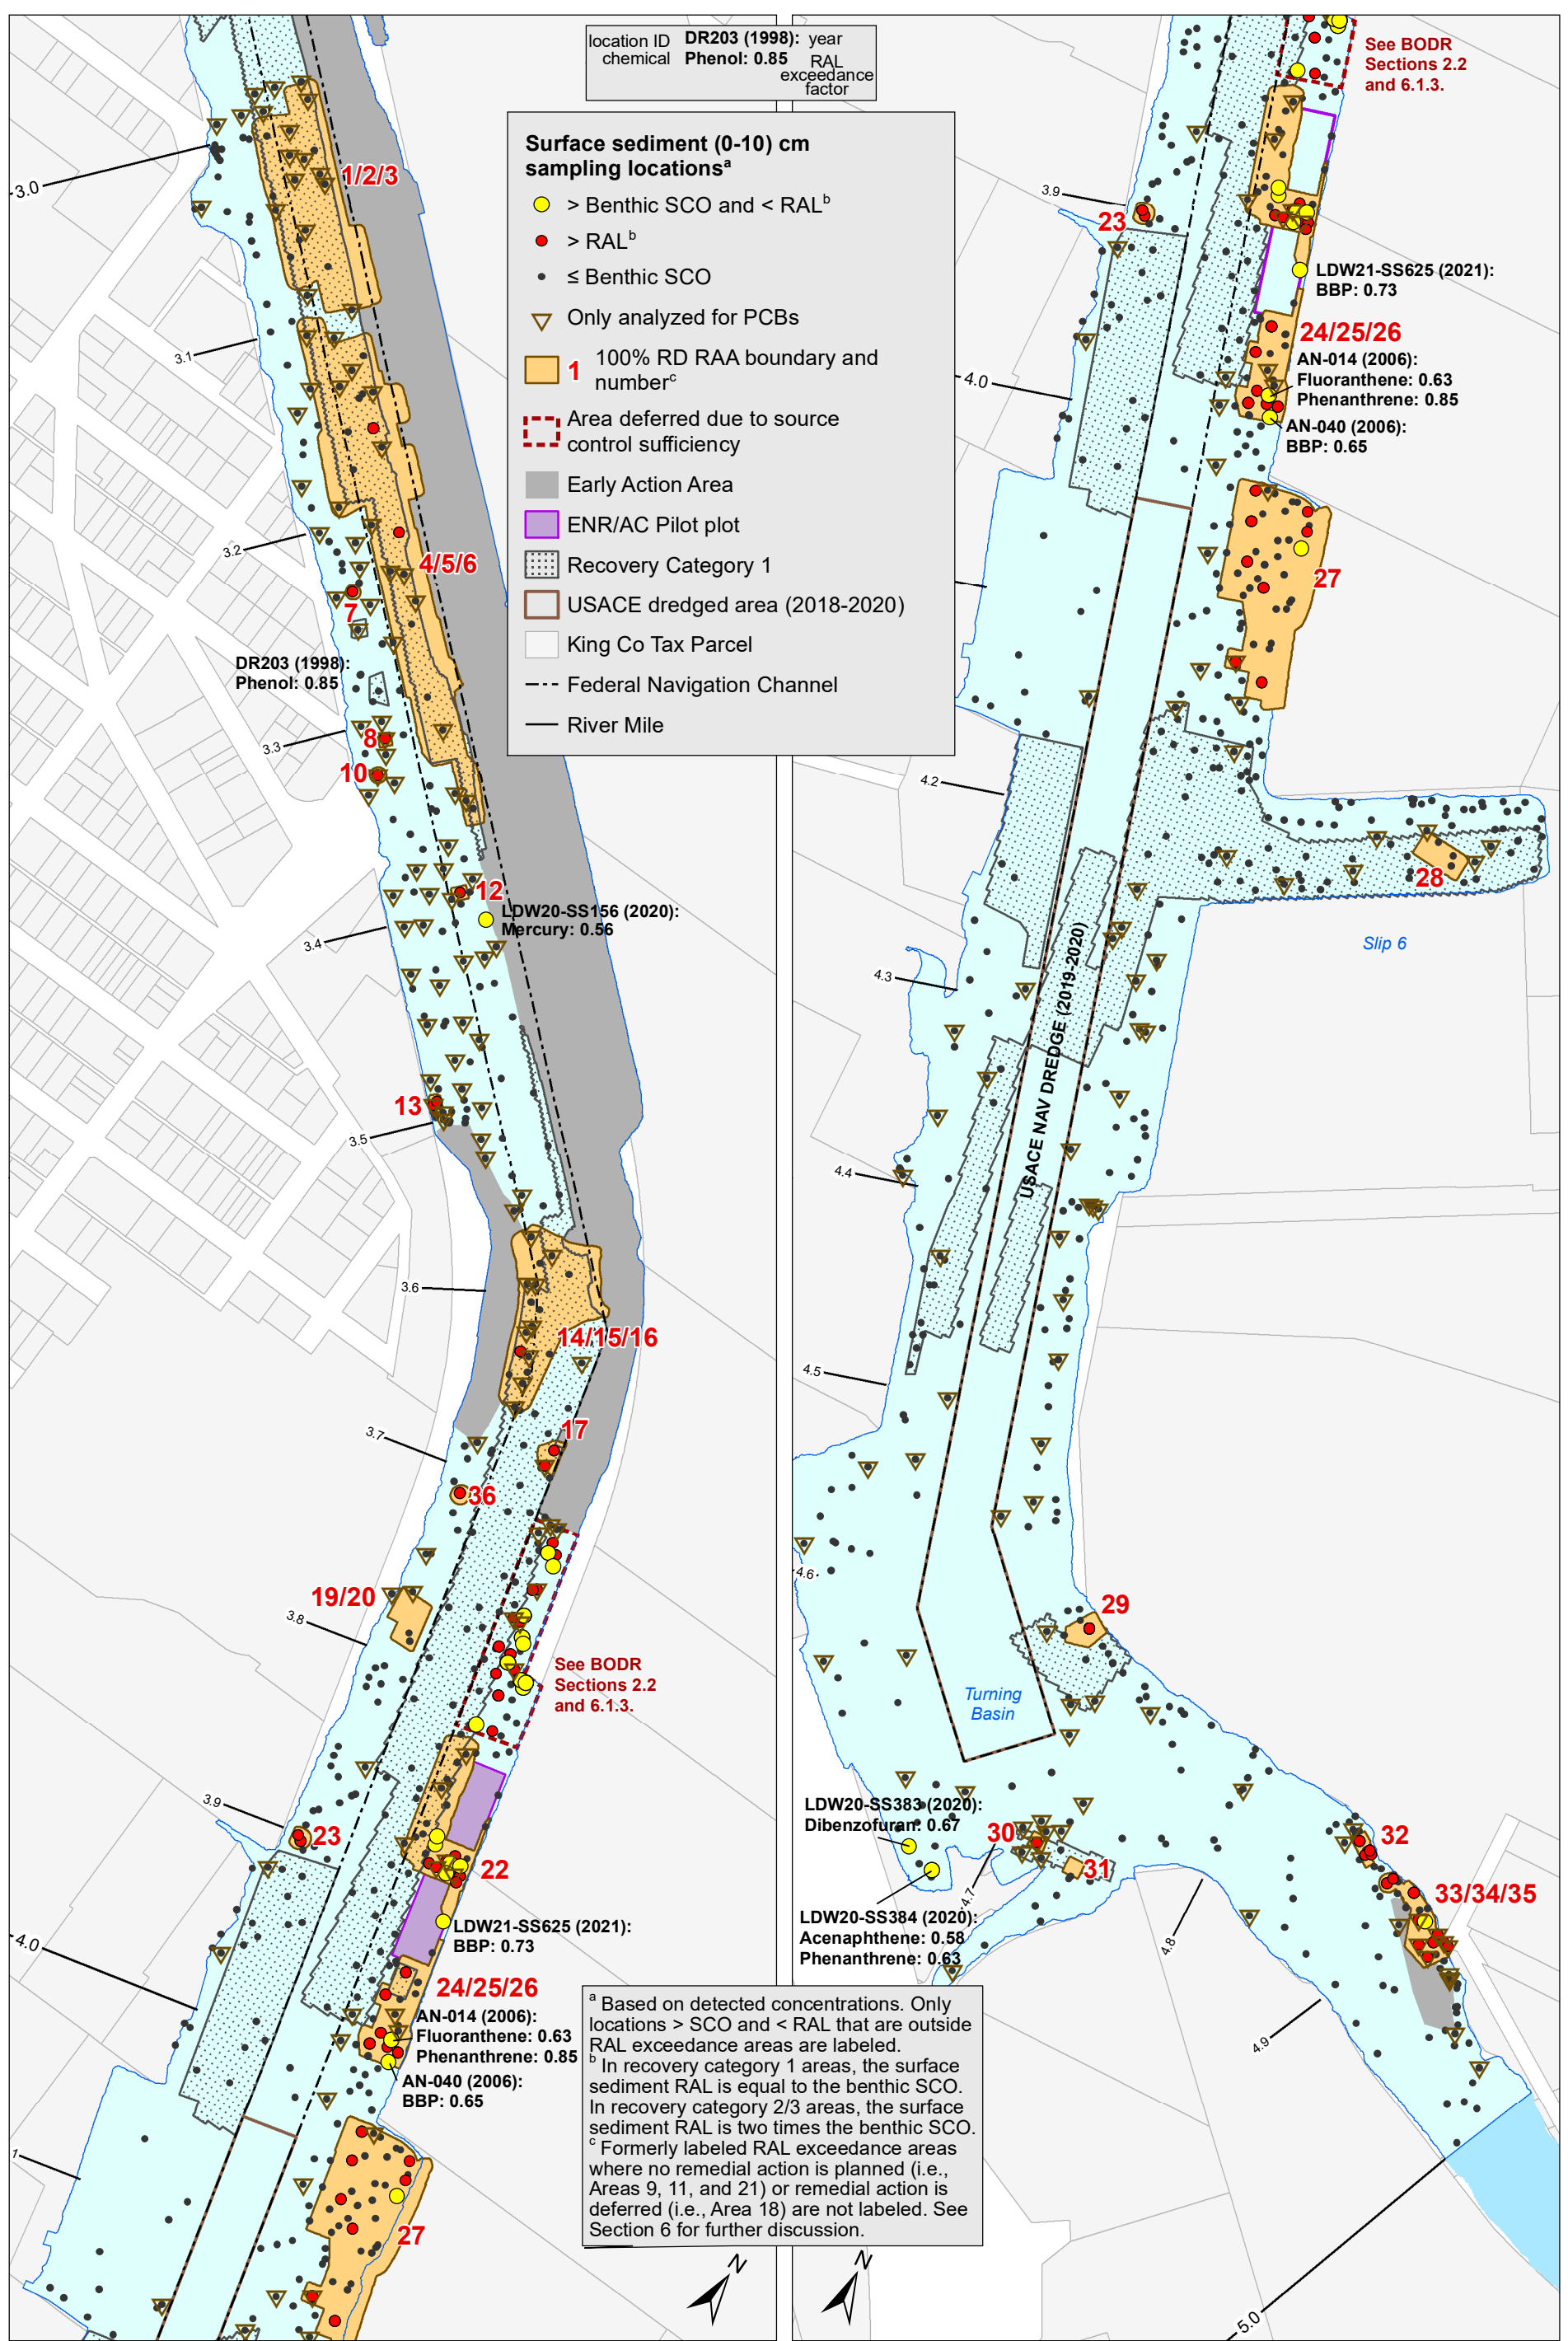 location ID DR203 (1998): year
chemical Phenol: 0.85 RAL
exceedance
factor
Surface sediment (0-10) cm
sampling locationsᵃ
> Benthic SCO and < RALᵇ
> RALᵇ
≤ Benthic SCO
Only analyzed for PCBs
1 100% RD RAA boundary and
numberᶜ
Area deferred due to source
control sufficiency
Early Action Area
ENR/AC Pilot plot
Recovery Category 1
USACE dredged area (2018-2020)
King Co Tax Parcel
Federal Navigation Channel
River Mile
3.0
1/2/3
3.1
3.2
4/5/6
7
DR203 (1998):
Phenol: 0.85
8
3.3
10
12
LDW20-SS156 (2020):
Mercury: 0.56
3.4
13
3.5
3.6
14/15/16
3.7
17
36
19/20
3.8
See BODR
Sections 2.2
and 6.1.3.
3.9
23
22
LDW21-SS625 (2021):
BBP: 0.73
4.0
24/25/26
AN-014 (2006):
Fluoranthene: 0.63
Phenanthrene: 0.85
AN-040 (2006):
BBP: 0.65
1
27
N
See BODR
Sections 2.2
and 6.1.3.
3.9
23
LDW21-SS625 (2021):
BBP: 0.73
24/25/26
AN-014 (2006):
Fluoranthene: 0.63
Phenanthrene: 0.85
4.0
AN-040 (2006):
BBP: 0.65
27
4.2
28
Slip 6
4.3
USACE NAV DREDGE (2019-2020)
4.4
4.5
4.6
29
Turning
Basin
LDW20-SS383 (2020):
Dibenzofuran: 0.67
30
31
32
4.7
33/34/35
LDW20-SS384 (2020):
Acenaphthene: 0.58
Phenanthrene: 0.63
4.8
4.9
5.0
N
ᵃ Based on detected concentrations. Only
locations > SCO and < RAL that are outside
RAL exceedance areas are labeled.
ᵇ In recovery category 1 areas, the surface
sediment RAL is equal to the benthic SCO.
In recovery category 2/3 areas, the surface
sediment RAL is two times the benthic SCO.
ᶜ Formerly labeled RAL exceedance areas
where no remedial action is planned (i.e.,
Areas 9, 11, and 21) or remedial action is
deferred (i.e., Area 18) are not labeled. See
Section 6 for further discussion.